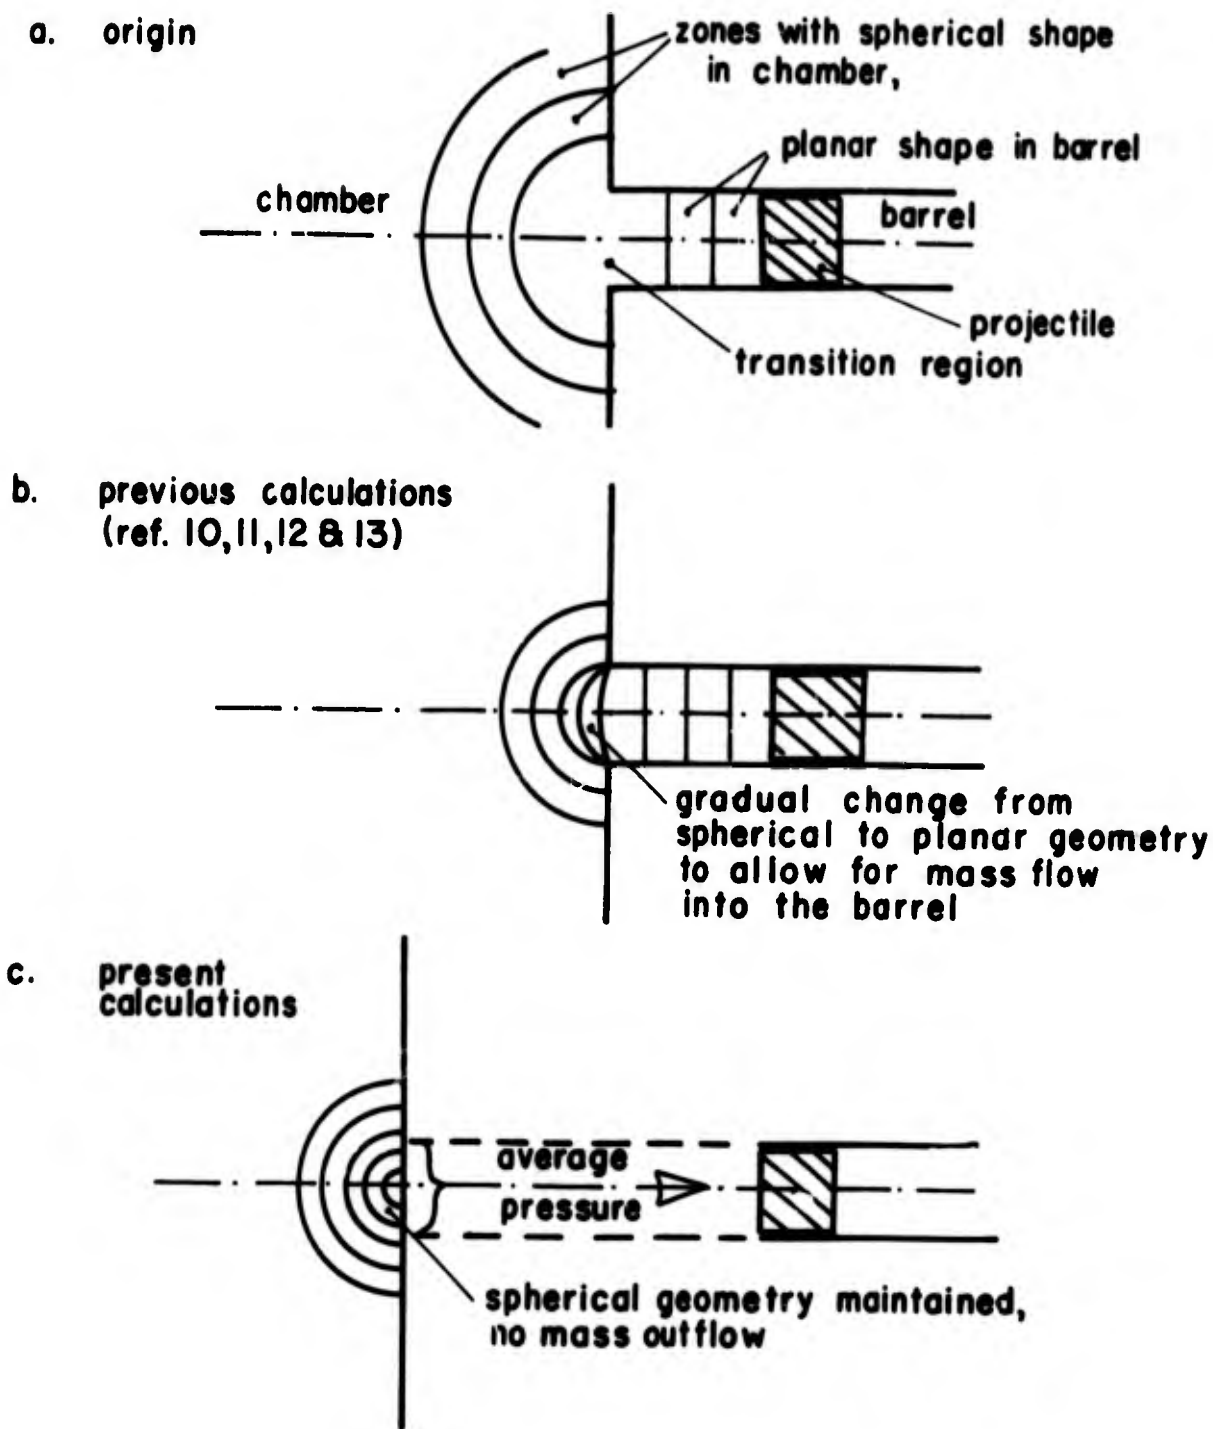 a. origin
zones with spherical shape
in chamber,
planar shape in barrel
chamber
barrel
projectile
transition region
b. previous calculations
(ref. 10,11,12 & 13)
gradual change from
spherical to planar geometry
to allow for mass flow
into the barrel
c. present
calculations
average
pressure
spherical geometry maintained,
no mass outflow